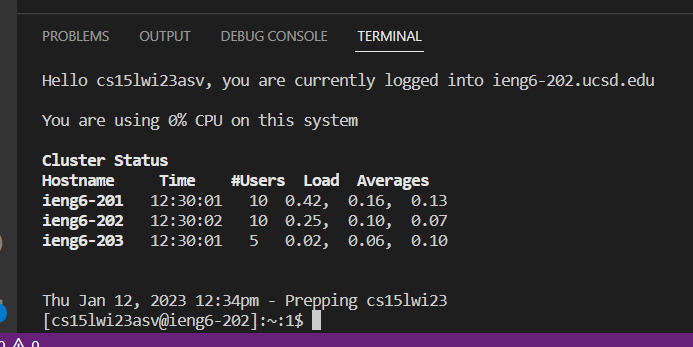 PROBLEMS OUTPUT DEBUG CONSOLE TERMINAL
Hello cs15lwi23asv, you are currently logged into ieng6-202.ucsd.edu
You are using 0% CPU on this system
Cluster Status
Hostname Time #Users Load Averages
ieng6-201 12:30:01 10 0.42, 0.16, 0.13
ieng6-202 12:30:02 10 0.25, 0.10, 0.07
ieng6-203 12:30:01 5 0.02, 0.06, 0.10
Thu Jan 12, 2023 12:34pm - Prepping cs15lwi23
[cs15lwi23asv@ieng6-202]:~:1$
0 0